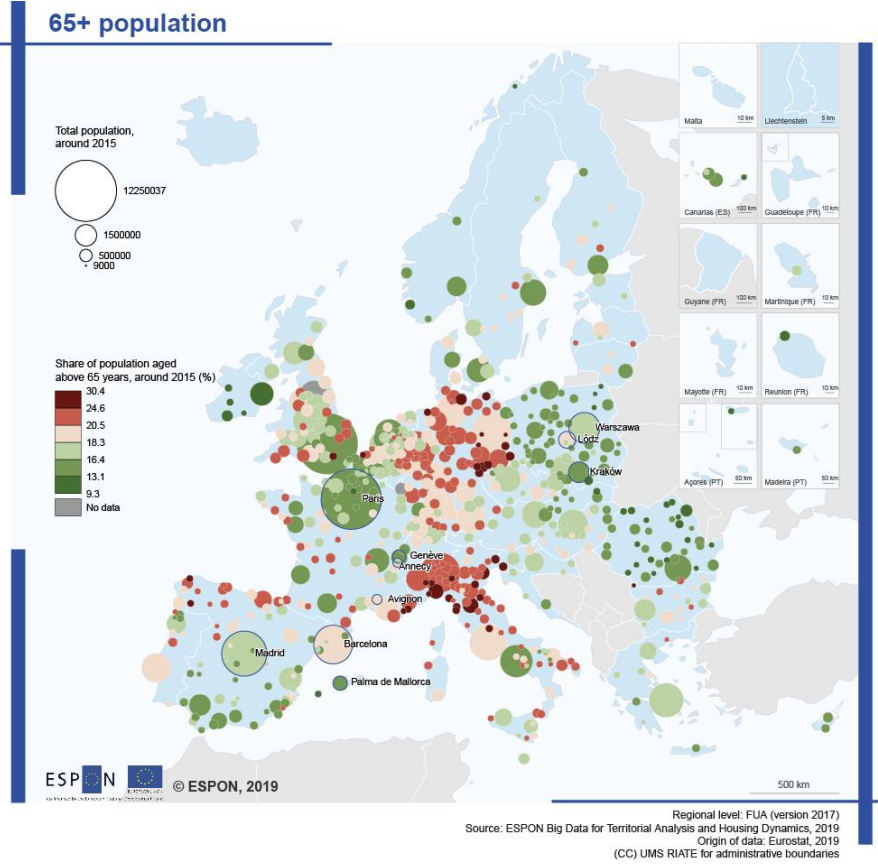 65+ population
Total population,
around 2015
12250037
1500000
500000
9000
Share of population aged
above 65 years, around 2015 (%)
30.4
24.6
20.5
18.3
16.4
13.1
9.3
No data
Malta
10 km
Liechtenstein
5 km
Canarias (ES)
100 km
Guadeloupe (FR)
10 km
Guyane (FR)
100 km
Martinique (FR)
10 km
Mayotte (FR)
10 km
Reunion (FR)
10 km
Açores (PT)
50 km
Madeira (PT)
50 km
Warszawa
Lódz
Kraków
Paris
Genève
Annecy
Avignon
Barcelona
Madrid
Palma de Mallorca
ESPON
© ESPON, 2019
500 km
Regional level: FUA (version 2017)
Source: ESPON Big Data for Territorial Analysis and Housing Dynamics, 2019
Origin of data: Eurostat, 2019
(CC) UMS RIATE for administrative boundaries